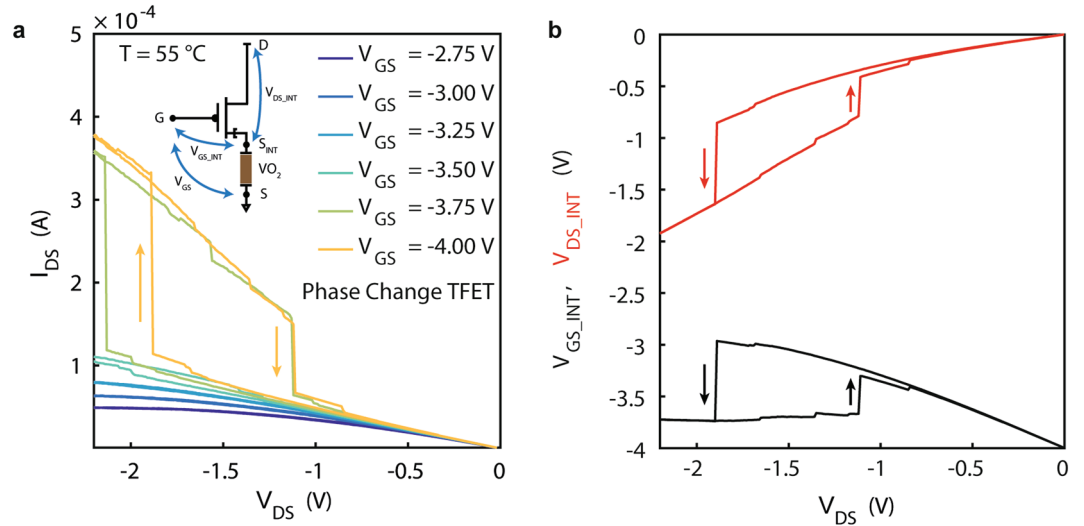 a
× 10⁻⁴
T = 55 °C
D
V_DS_INT
G
S_INT
V_GS_INT
VO₂
V_GS
S
V_GS = -2.75 V
V_GS = -3.00 V
V_GS = -3.25 V
V_GS = -3.50 V
V_GS = -3.75 V
V_GS = -4.00 V
Phase Change TFET
5
4
3
2
1
I_DS (A)
-2
-1.5
-1
-0.5
0
V_DS (V)
b
0
-0.5
-1
-1.5
-2
-2.5
-3
-3.5
-4
V_GS_INT, V_DS_INT (V)
-2
-1.5
-1
-0.5
0
V_DS (V)